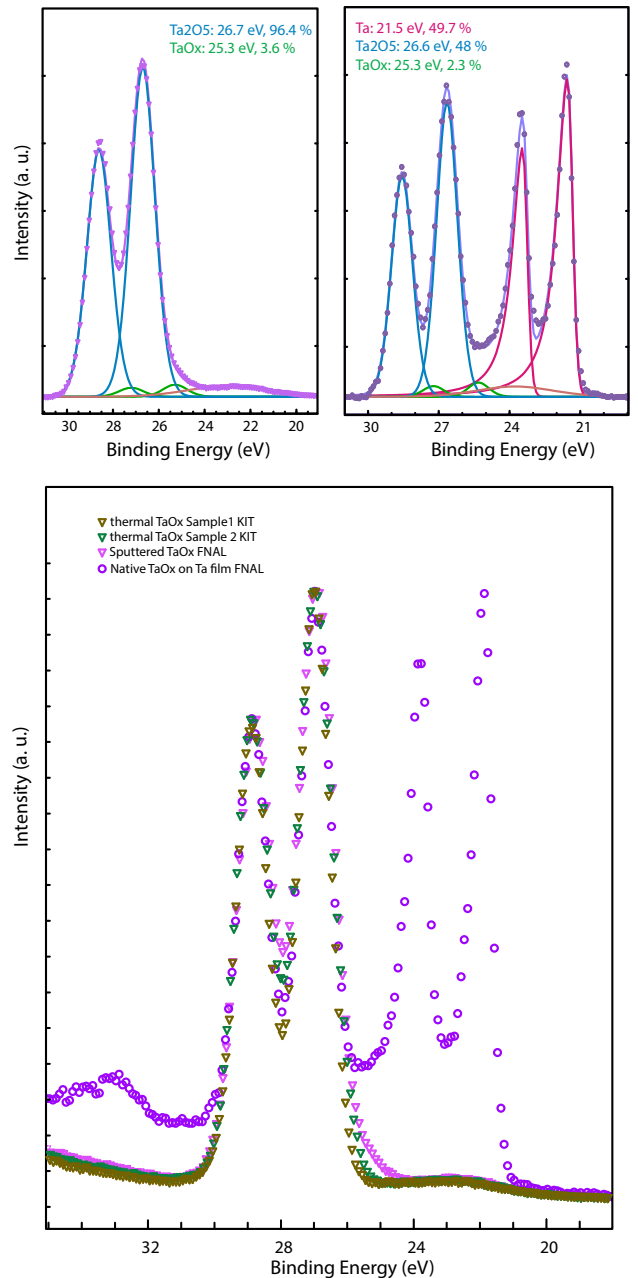 Ta2O5: 26.7 eV, 96.4 %
TaOx: 25.3 eV, 3.6 %
Intensity (a. u.)
31 28 26 24 22 20
Binding Energy (eV)
Ta: 21.5 eV, 49.7 %
Ta2O5: 26.6 eV, 48 %
TaOx: 25.3 eV, 2.3 %
30 27 24 21
Binding Energy (eV)
thermal TaOx Sample1 KIT
thermal TaOx Sample 2 KIT
Sputtered TaOx FNAL
Native TaOx on Ta film FNAL
Intensity (a. u.)
32 28 24 20
Binding Energy (eV)